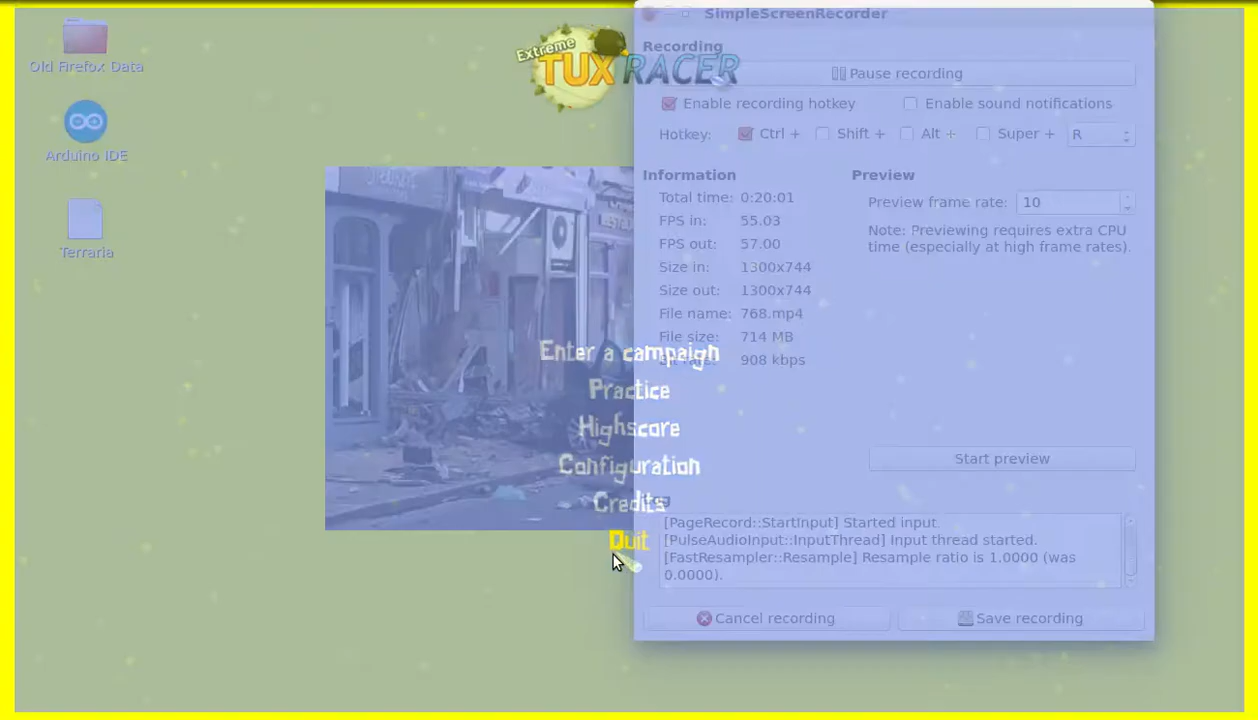 SimpleScreenRecorder
Old Firefox Data
Arduino IDE
Terraria
Extreme
TUX RACER
Recording
Pause recording
Enable recording hotkey
Enable sound notifications
Hotkey: Ctrl + Shift + Alt + Super + R
Information
Total time: 0:20:01
FPS in: 55.03
FPS out: 57.00
Size in: 1300x744
Size out: 1300x744
File name: 768.mp4
File size: 714 MB
908 kbps
Preview
Preview frame rate: 10
Note: Previewing requires extra CPU
time (especially at high frame rates).
Start preview
Enter a campaign
Practice
Highscore
Configuration
Credits
Quit
[PageRecord::StartInput] Started input.
[PulseAudioInput::InputThread] Input thread started.
[FastResampler::Resample] Resample ratio is 1.0000 (was
0.0000).
Cancel recording
Save recording